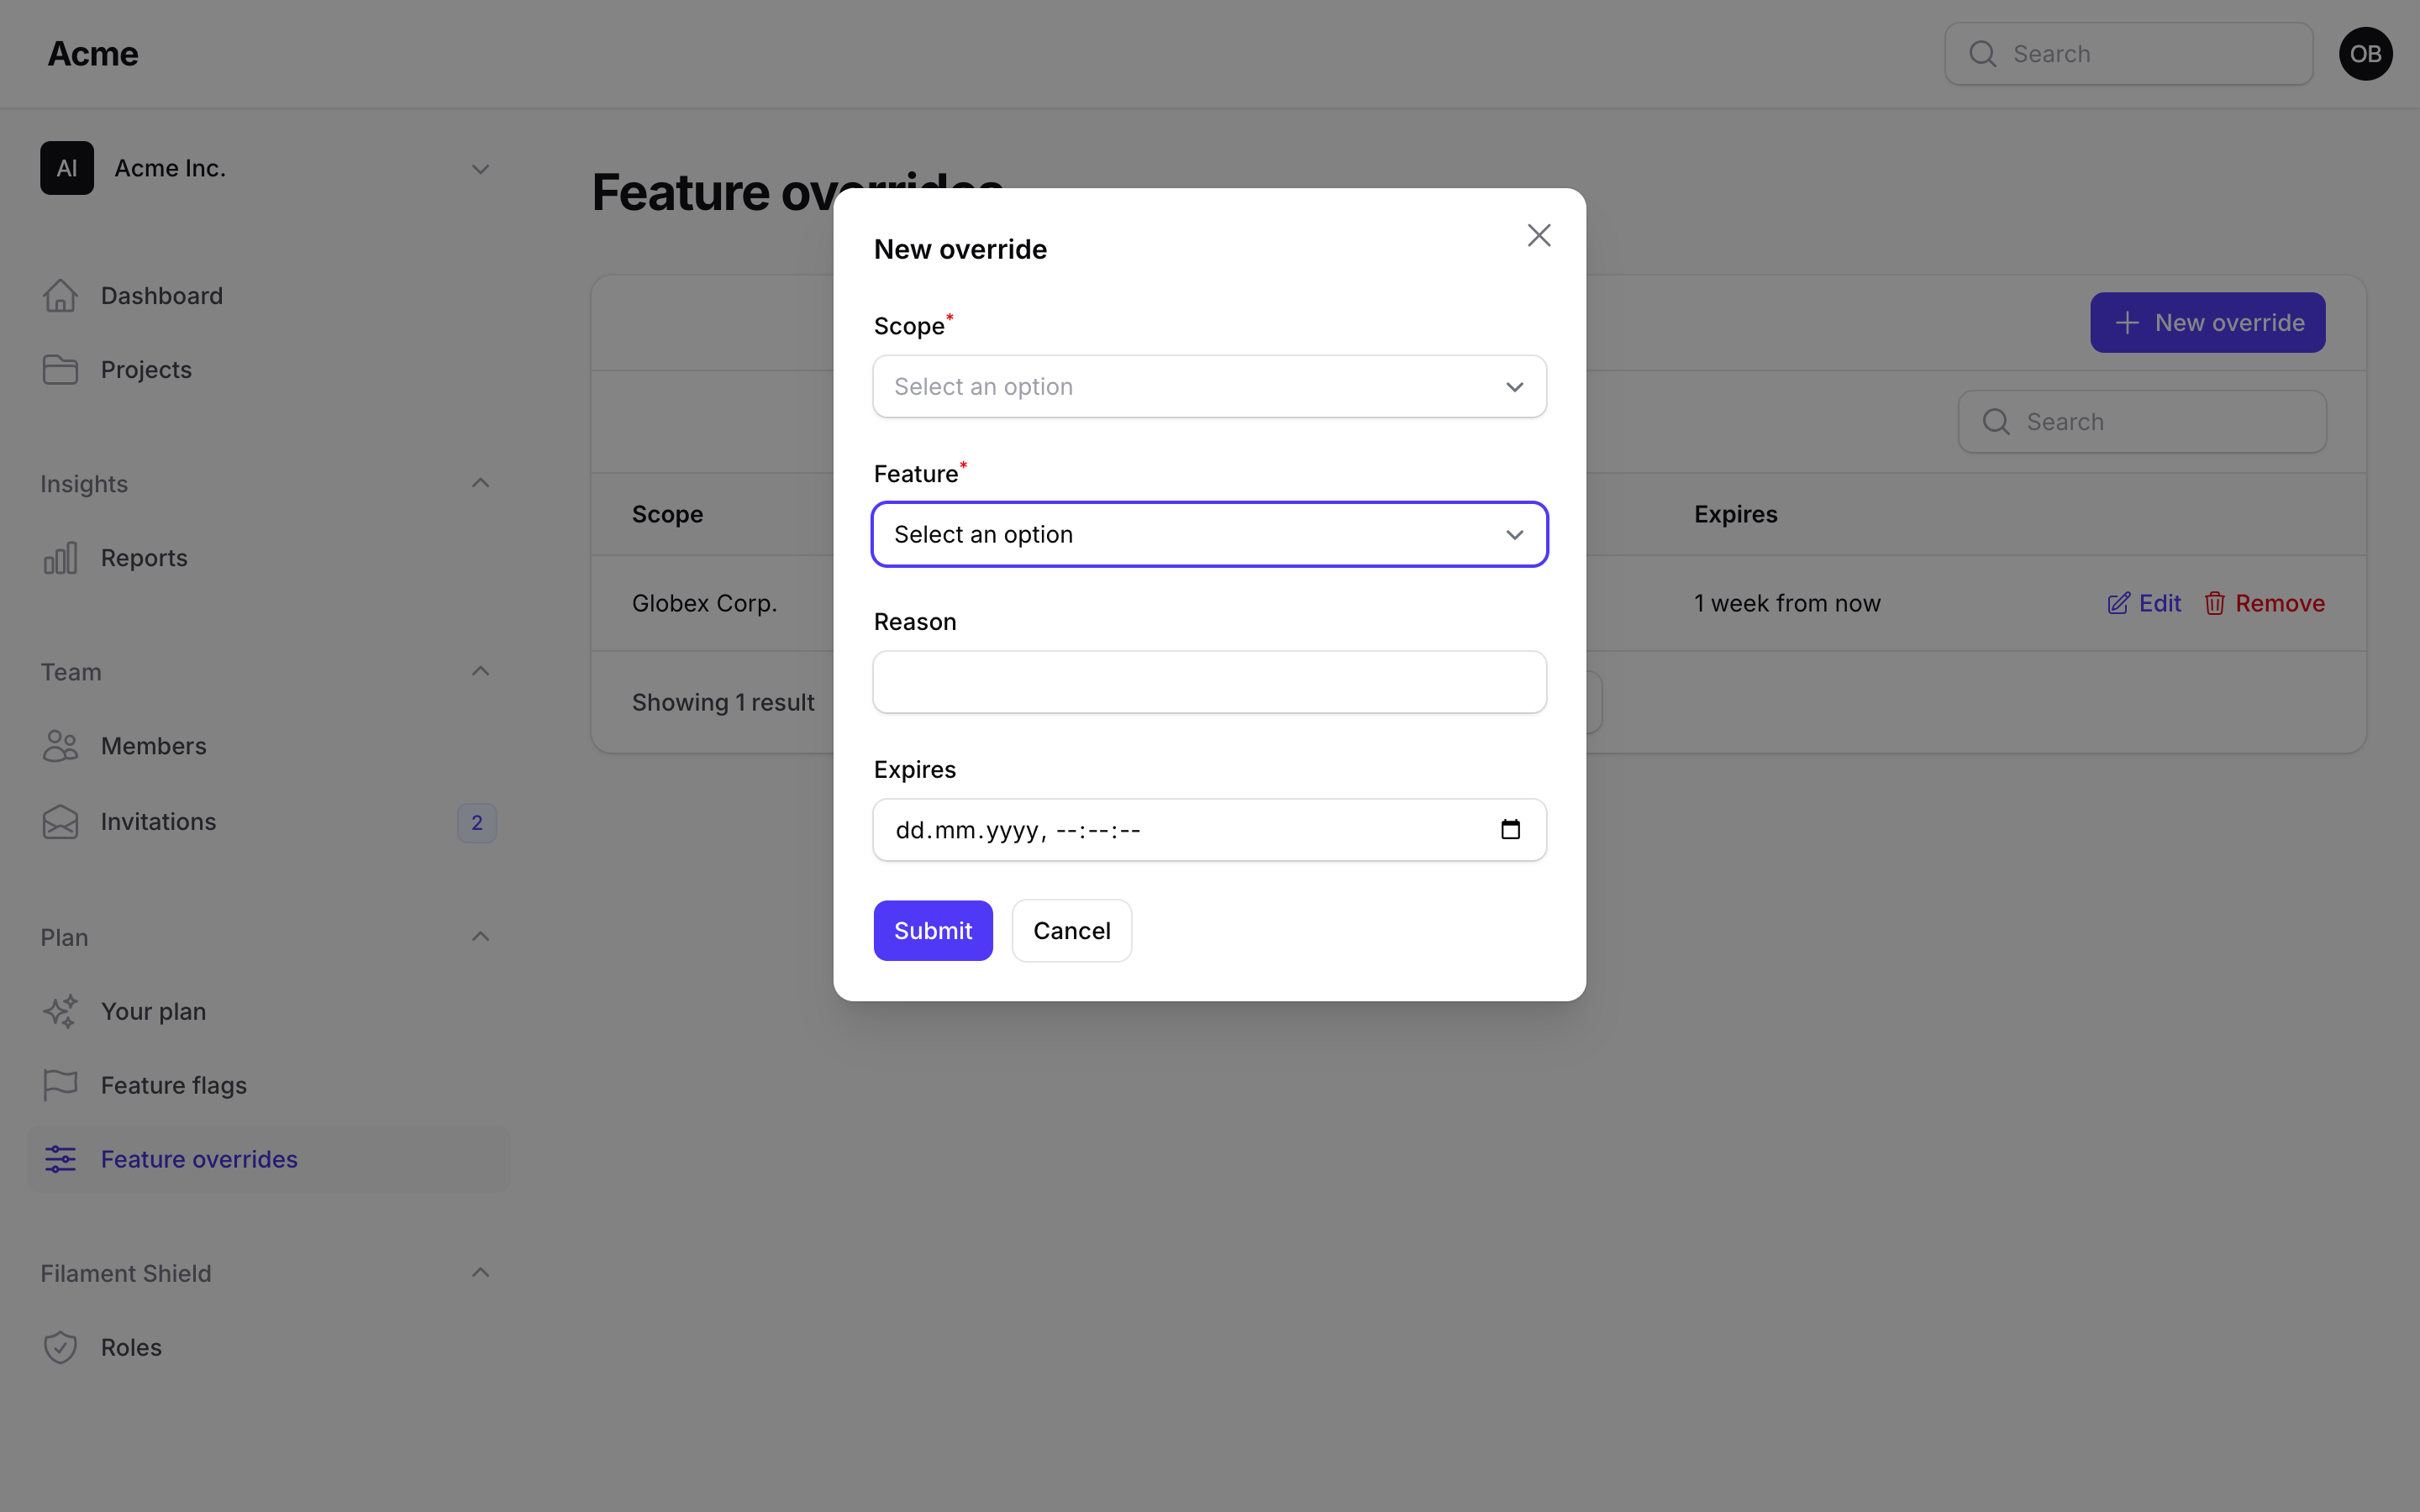 Acme
Search
OB
AI
Acme Inc.
Dashboard
Projects
Insights
Reports
Team
Members
Invitations
2
Plan
Your plan
Feature flags
Feature overrides
Filament Shield
Roles
Feature overrides
New override
Search
Scope
Expires
Globex Corp.
1 week from now
Edit
Remove
Showing 1 result
New override
Scope*
Select an option
Feature*
Select an option
Reason
Expires
dd.mm.yyyy, --:--:--
Submit
Cancel